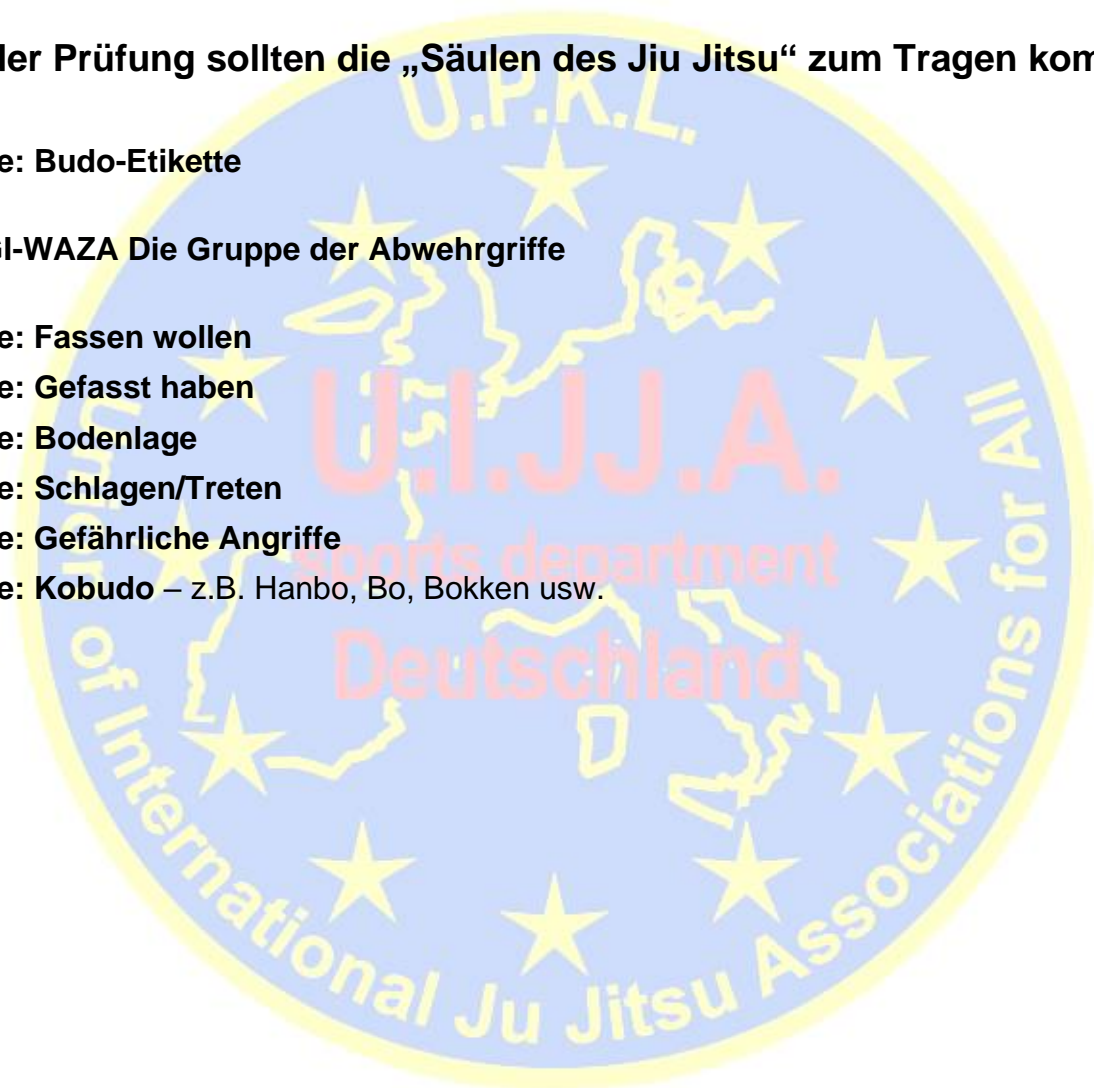 der Prüfung sollten die „Säulen des Jiu Jitsu“ zum Tragen kom
e: Budo-Etikette
GI-WAZA Die Gruppe der Abwehrgriffe
e: Fassen wollen
e: Gefasst haben
e: Bodenlage
e: Schlagen/Treten
e: Gefährliche Angriffe
e: Kobudo – z.B. Hanbo, Bo, Bokken usw.
U.P.K.L.
U.I.JJ.A.
sports department
Deutschland
Union of International Ju Jitsu Associations for All